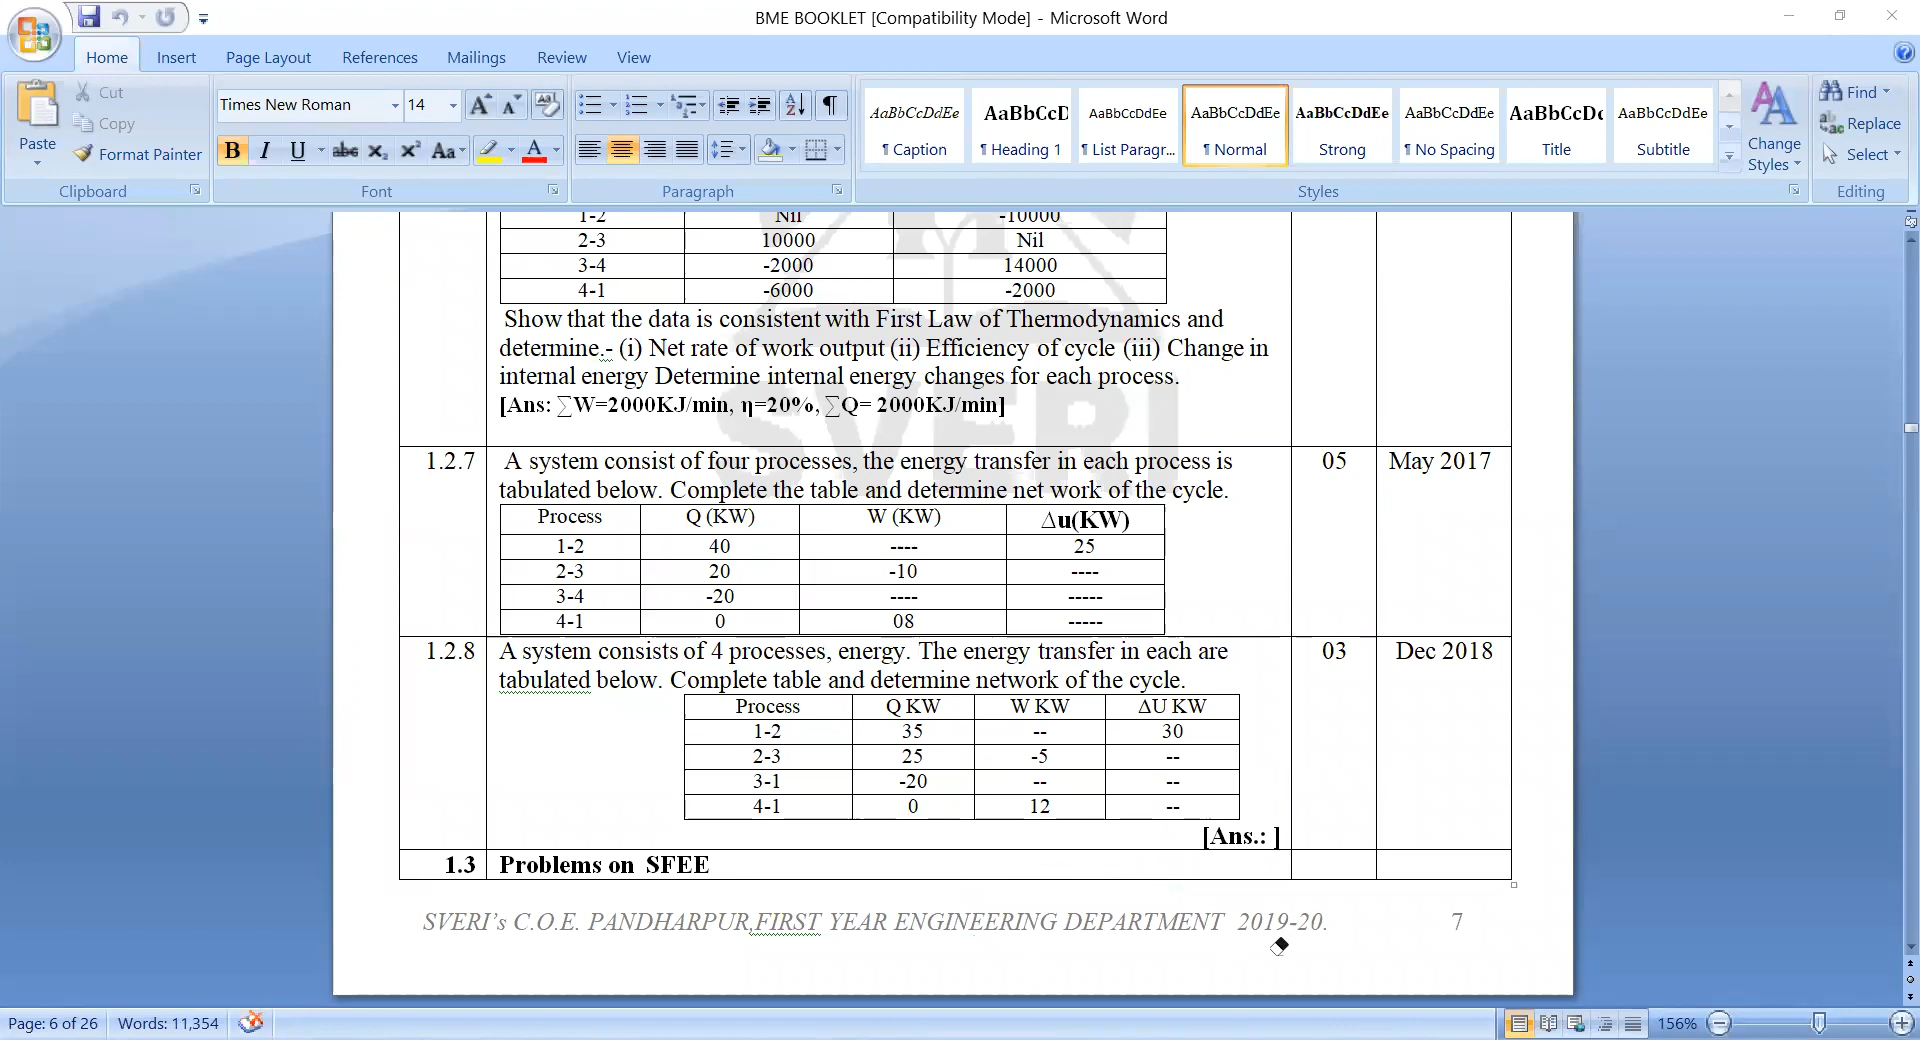 BME BOOKLET [Compatibility Mode] - Microsoft Word
Home Insert Page Layout References Mailings Review View
Paste
Cut
Copy
Format Painter
Clipboard
Times New Roman 14
B I U abc x₂ x² Aa A
Font
Paragraph
AaBbCcDdEe AaBbCcD AaBbCcDdEe AaBbCcDdEe AaBbCcDdEe AaBbCcDdEe AaBbCcDc AaBbCcDdEe
¶ Caption ¶ Heading 1 ¶ List Paragr... ¶ Normal Strong ¶ No Spacing Title Subtitle
Change Styles
Styles
Find
Replace
Select
Editing
1-2 Nil -10000
2-3 10000 Nil
3-4 -2000 14000
4-1 -6000 -2000
Show that the data is consistent with First Law of Thermodynamics and
determine.- (i) Net rate of work output (ii) Efficiency of cycle (iii) Change in
internal energy Determine internal energy changes for each process.
[Ans: ∑W=2000KJ/min, η=20%, ∑Q= 2000KJ/min]
SVERI
1.2.7 A system consist of four processes, the energy transfer in each process is 05 May 2017
tabulated below. Complete the table and determine net work of the cycle.
Process Q (KW) W (KW) ∆u(KW)
1-2 40 ---- 25
2-3 20 -10 ----
3-4 -20 ---- -----
4-1 0 08 -----
1.2.8 A system consists of 4 processes, energy. The energy transfer in each are 03 Dec 2018
tabulated below. Complete table and determine network of the cycle.
Process Q KW W KW ΔU KW
1-2 35 -- 30
2-3 25 -5 --
3-1 -20 -- --
4-1 0 12 --
[Ans.: ]
1.3 Problems on SFEE
SVERI's C.O.E. PANDHARPUR,FIRST YEAR ENGINEERING DEPARTMENT 2019-20. 7
Page: 6 of 26 Words: 11,354 156%